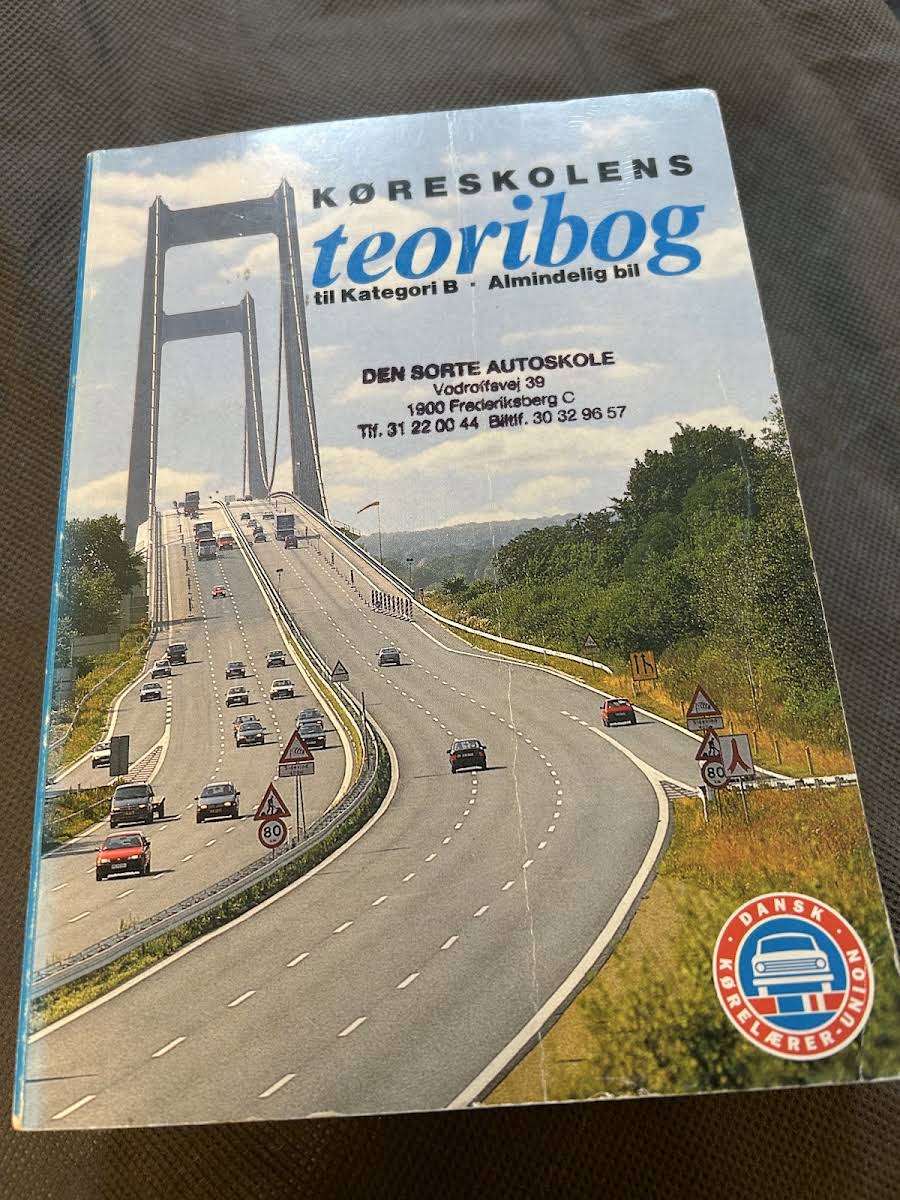 KØRESKOLENS
teoribog
til Kategori B · Almindelig bil
DEN SORTE AUTOSKOLE
Vodroffsvej 39
1900 Frederiksberg C
Tlf. 31 22 00 44 Biltlf. 30 32 96 57
80
80
· DANSK · KØRELÆRER-UNION